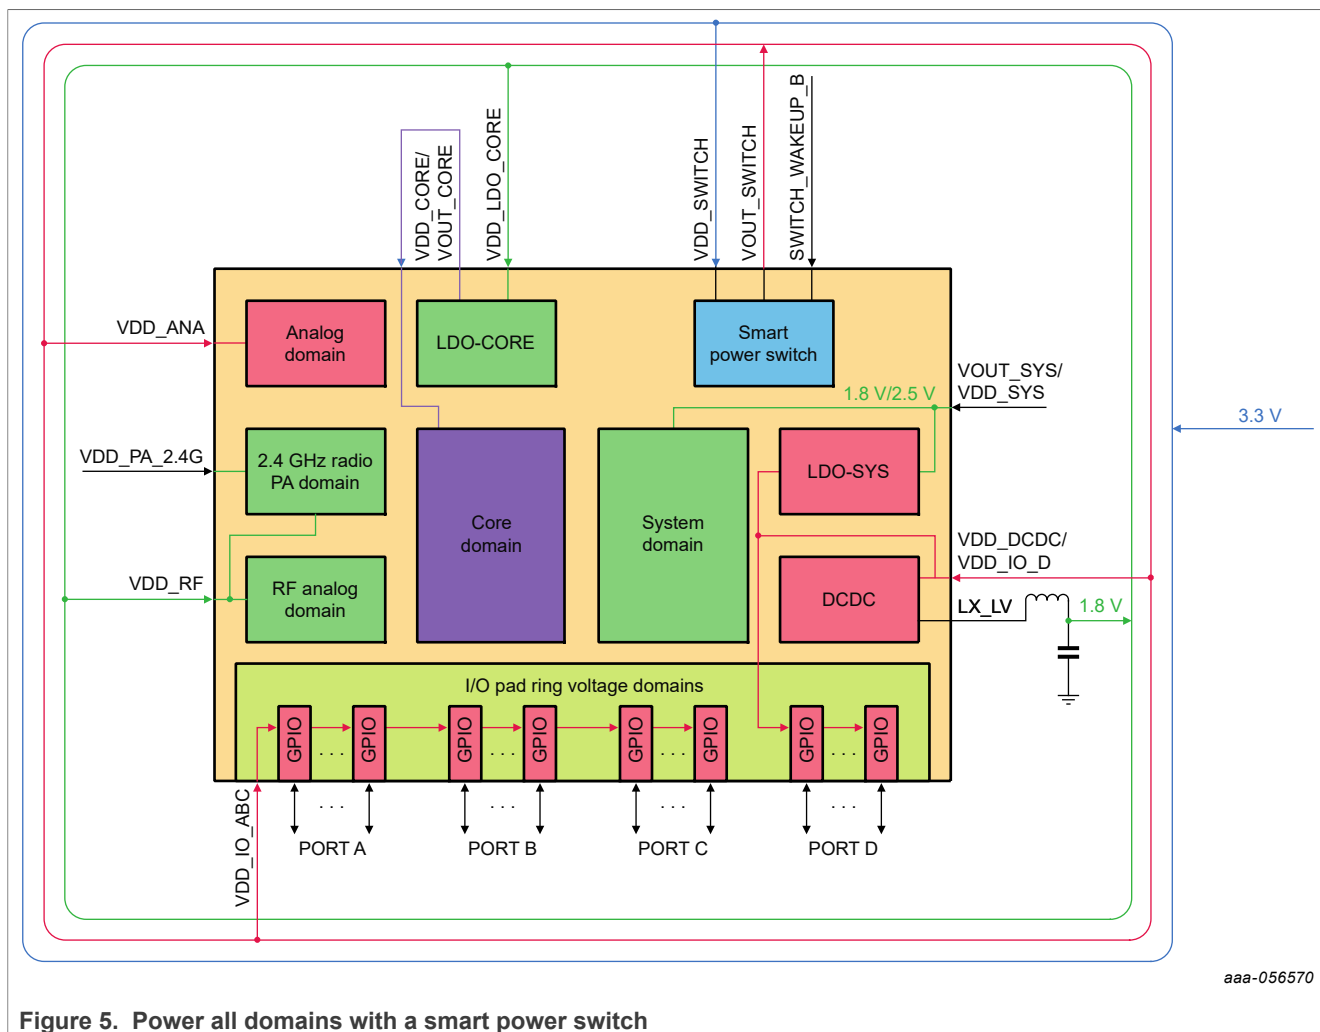 VDD_CORE/
VOUT_CORE
VDD_LDO_CORE
VDD_SWITCH
VOUT_SWITCH
SWITCH_WAKEUP_B
VDD_ANA
Analog
domain
LDO-CORE
Smart
power switch
VOUT_SYS/
VDD_SYS
1.8 V/2.5 V
3.3 V
VDD_PA_2.4G
2.4 GHz radio
PA domain
Core
domain
System
domain
LDO-SYS
VDD_DCDC/
VDD_IO_D
VDD_RF
RF analog
domain
DCDC
LX_LV
1.8 V
I/O pad ring voltage domains
GPIO
. . .
GPIO
GPIO
. . .
GPIO
GPIO
. . .
GPIO
GPIO
. . .
GPIO
VDD_IO_ABC
. . .
. . .
. . .
. . .
PORT A
PORT B
PORT C
PORT D
aaa-056570
Figure 5. Power all domains with a smart power switch